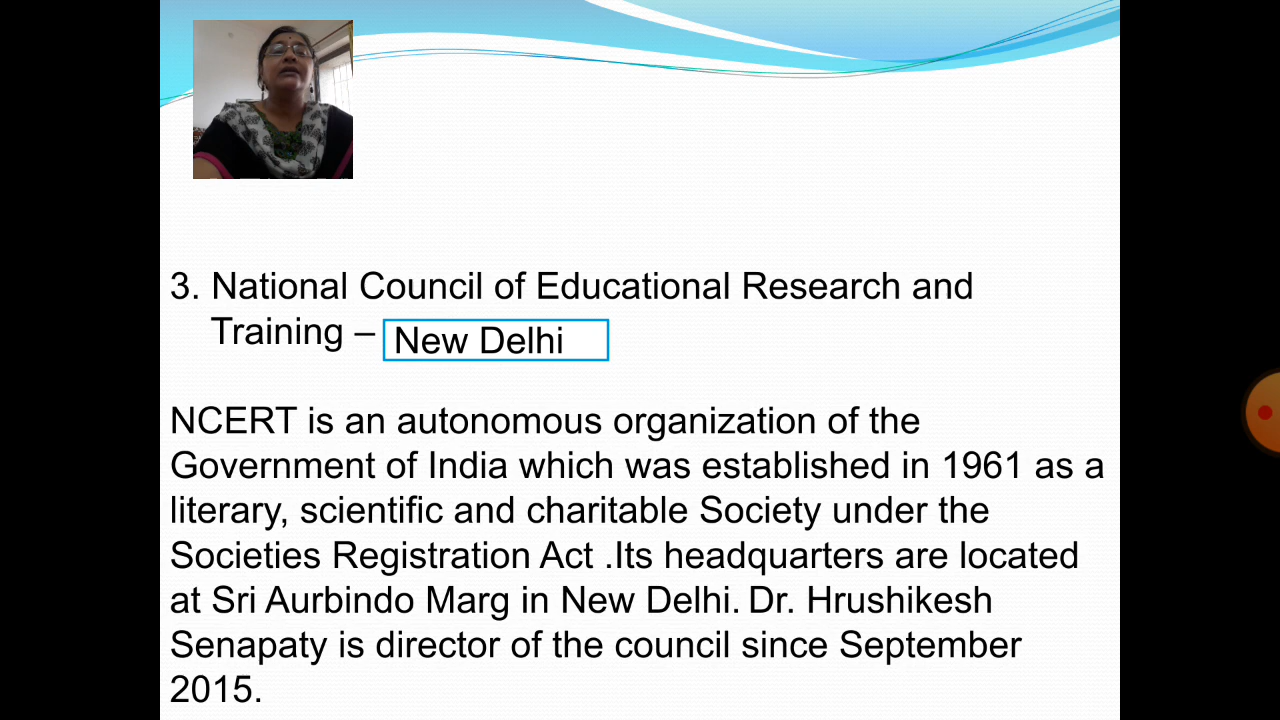 3. National Council of Educational Research and
Training – New Delhi
NCERT is an autonomous organization of the
Government of India which was established in 1961 as a
literary, scientific and charitable Society under the
Societies Registration Act .Its headquarters are located
at Sri Aurbindo Marg in New Delhi. Dr. Hrushikesh
Senapaty is director of the council since September
2015.